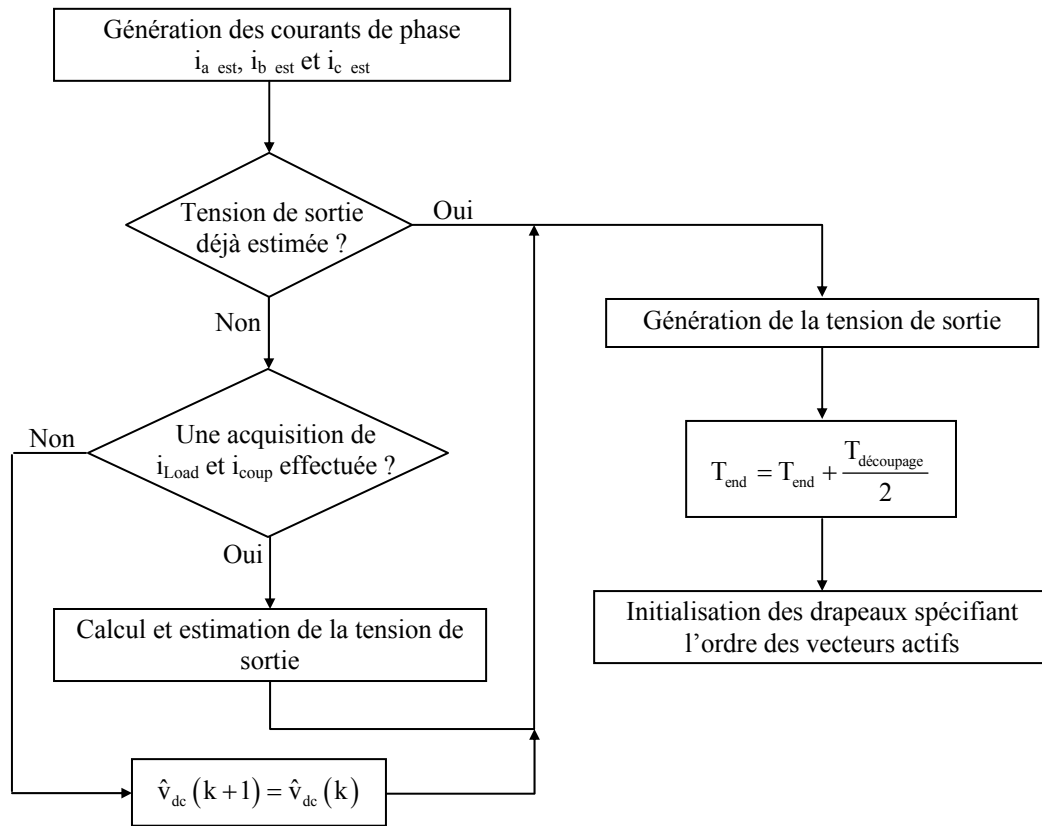 Génération des courants de phase
i_a est, i_b est et i_c est
Tension de sortie
déjà estimée ?
Oui
Non
Génération de la tension de sortie
Une acquisition de
i_Load et i_coup effectuée ?
Non
T_end = T_end + T_découpage / 2
Oui
Calcul et estimation de la tension de
sortie
Initialisation des drapeaux spécifiant
l’ordre des vecteurs actifs
v̂_dc (k+1) = v̂_dc (k)